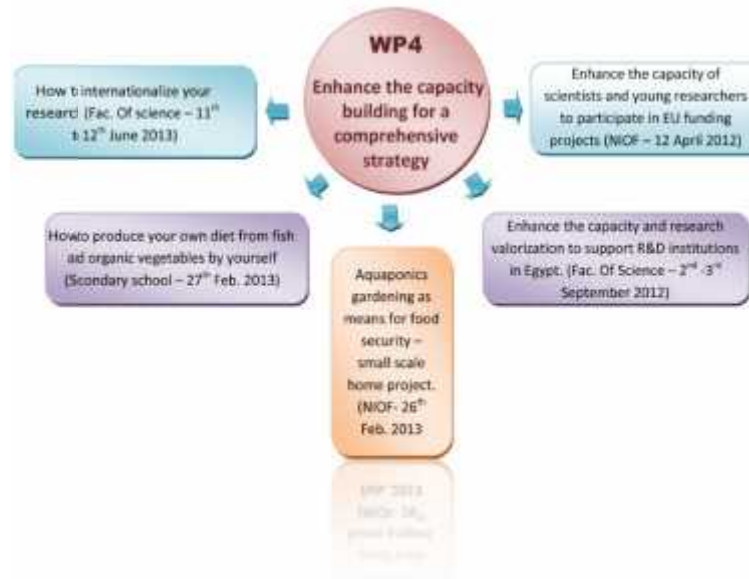 WP4
Enhance the capacity
building for a
comprehensive
strategy
How t internationalize your
researcl (Fac. Of science – 11th
t 12th June 2013)
Enhance the capacity of
scientists and young researchers
to participate in EU funding
projects (NIOF – 12 April 2012)
Howto produce your own diet from fish
ad organic vegetables by yourself
(Scondary school – 27th Feb. 2013)
Enhance the capacity and research
valorization to support R&D institutions
in Egypt. (Fac. Of Science – 2nd -3rd
September 2012)
Aquaponics
gardening as
means for food
security –
small scale
home project.
(NIOF- 26th
Feb. 2013